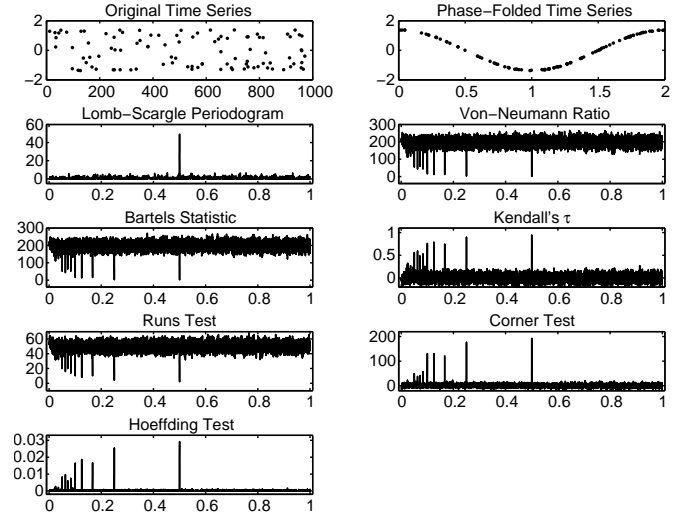 Original Time Series
Phase−Folded Time Series
2
0
−2
0 200 400 600 800 1000
2
0
−2
0 0.5 1 1.5 2
Lomb−Scargle Periodogram
Von−Neumann Ratio
60
40
20
0
0 0.2 0.4 0.6 0.8 1
300
200
100
0
0 0.2 0.4 0.6 0.8 1
Bartels Statistic
Kendall's τ
300
200
100
0
0 0.2 0.4 0.6 0.8 1
1
0.5
0
0 0.2 0.4 0.6 0.8 1
Runs Test
Corner Test
60
40
20
0
0 0.2 0.4 0.6 0.8 1
200
100
0
0 0.2 0.4 0.6 0.8 1
Hoeffding Test
0.03
0.02
0.01
0
0 0.2 0.4 0.6 0.8 1